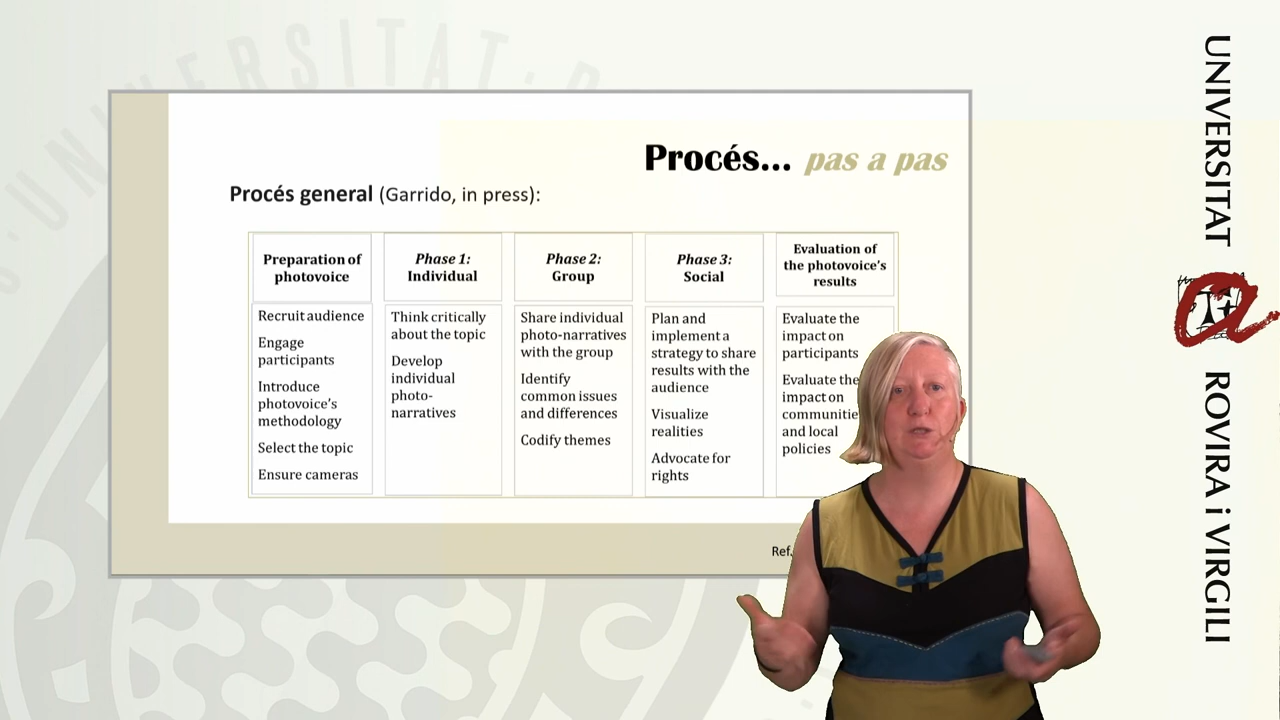 Procés... pas a pas
Procés general (Garrido, in press):
Preparation of
photovoice
Recruit audience
Engage
participants
Introduce
photovoice's
methodology
Select the topic
Ensure cameras
Phase 1:
Individual
Think critically
about the topic
Develop
individual
photo-
narratives
Phase 2:
Group
Share individual
photo-narratives
with the group
Identify
common issues
and differences
Codify themes
Phase 3:
Social
Plan and
implement a
strategy to share
results with the
audience
Visualize
realities
Advocate for
rights
Evaluation of
the photovoice's
results
Evaluate the
impact on
participants
Evaluate the
impact on
communitie
and local
policies
Ref.
UNIVERSITAT
ROVIRA i VIRGILI